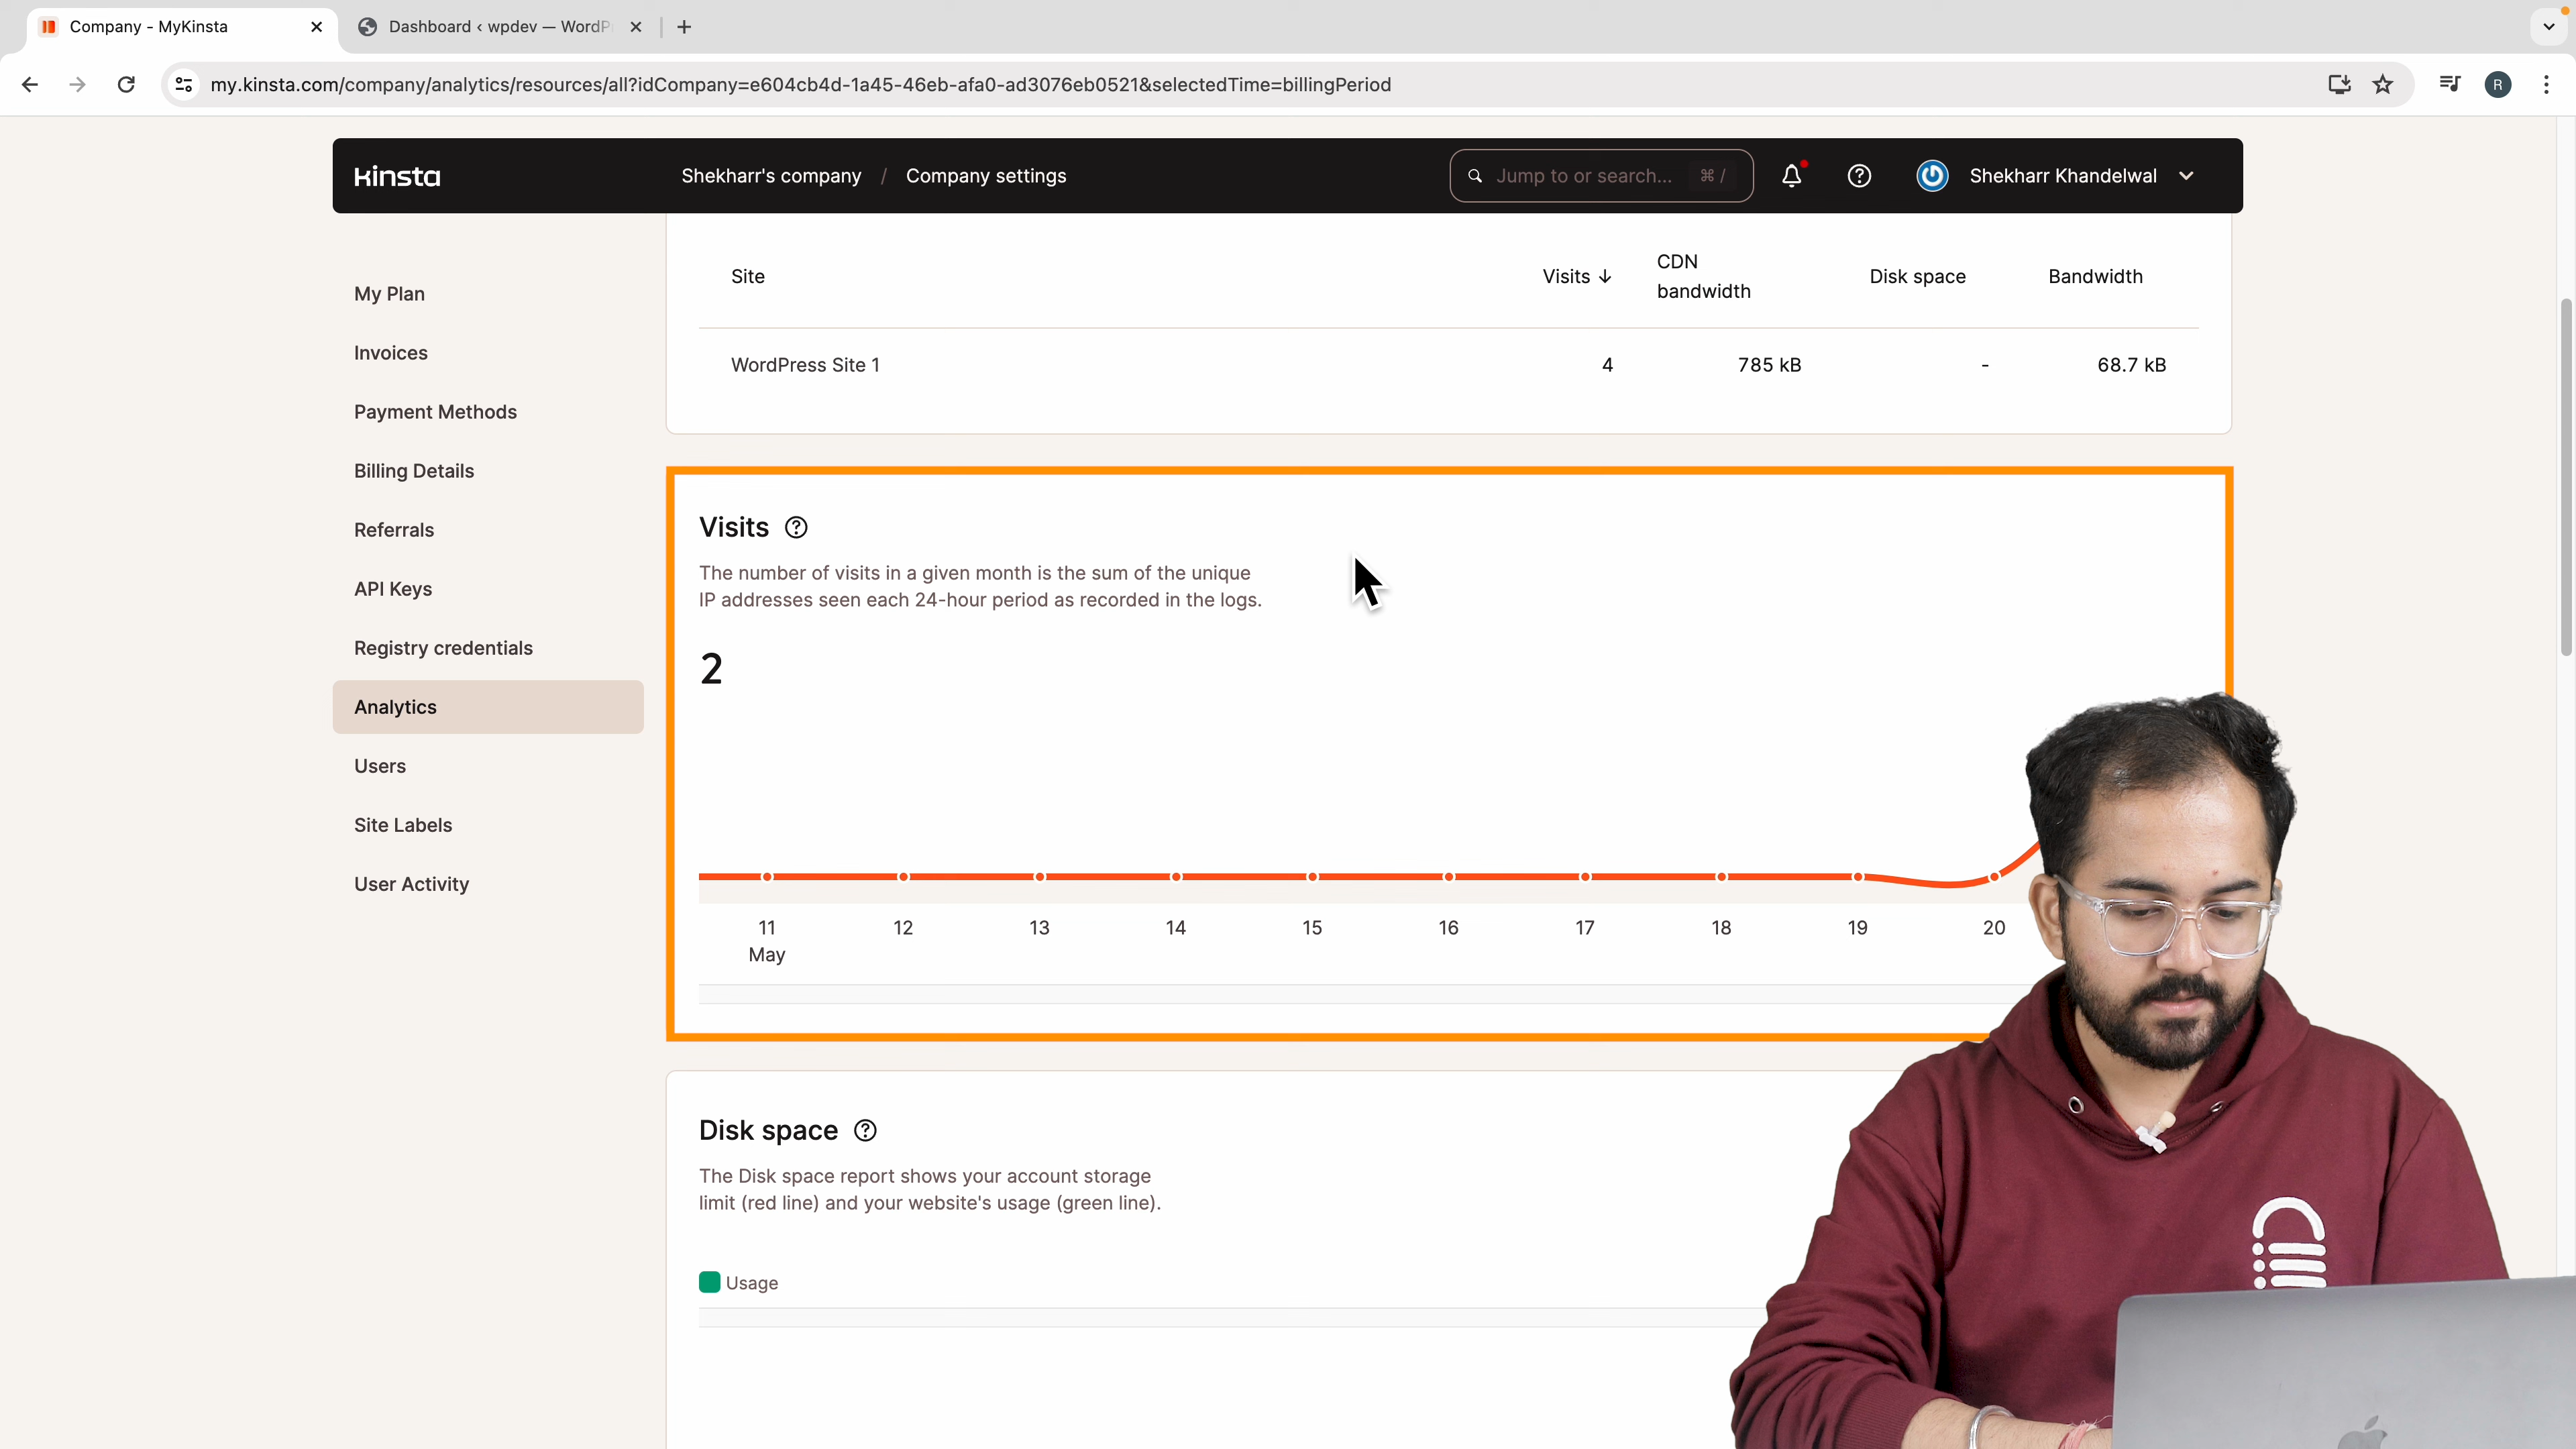 Company - MyKinsta
Dashboard ‹ wpdev — WordP
my.kinsta.com/company/analytics/resources/all?idCompany=e604cb4d-1a45-46eb-afa0-ad3076eb0521&selectedTime=billingPeriod
R
Kinsta
Shekharr's company / Company settings
Jump to or search... ⌘ /
Shekharr Khandelwal
My Plan
Invoices
Payment Methods
Billing Details
Referrals
API Keys
Registry credentials
Analytics
Users
Site Labels
User Activity
Site Visits ↓ CDN bandwidth Disk space Bandwidth
WordPress Site 1 4 785 kB - 68.7 kB
Visits
The number of visits in a given month is the sum of the unique
IP addresses seen each 24-hour period as recorded in the logs.
2
11 12 13 14 15 16 17 18 19 20
May
Disk space
The Disk space report shows your account storage
limit (red line) and your website's usage (green line).
Usage